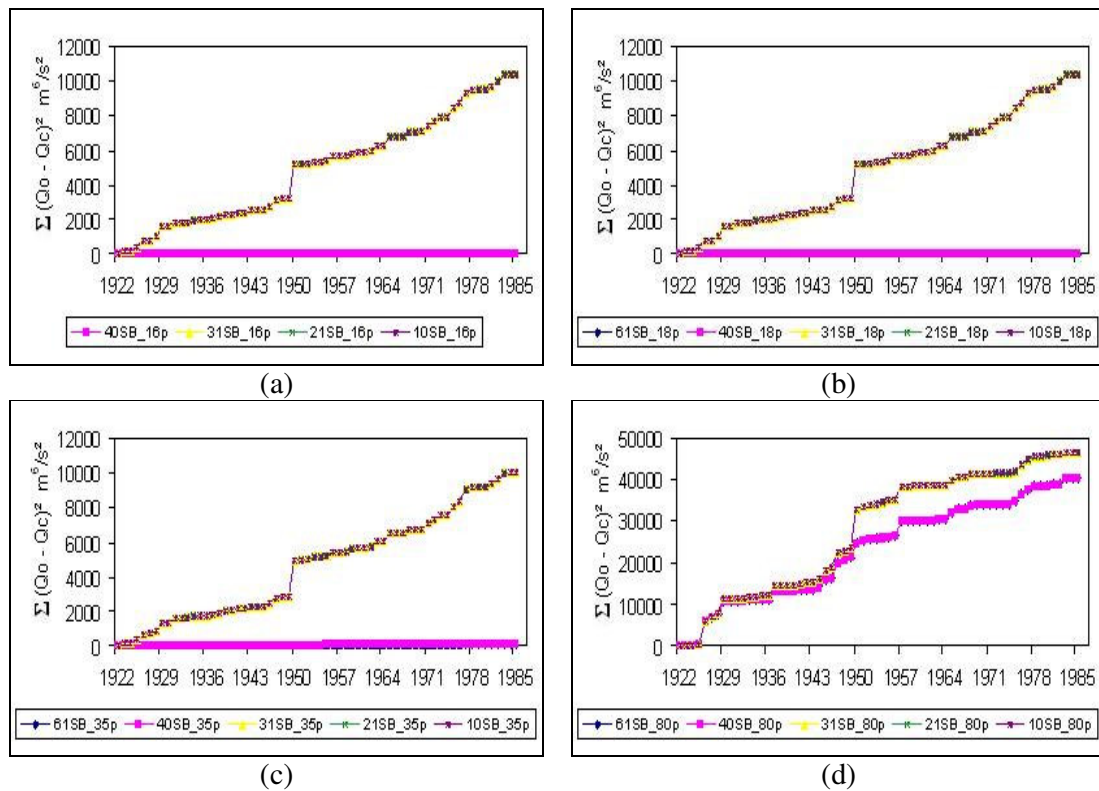 12000
10000
8000
6000
4000
2000
0
Σ (Qo - Qc)² m⁶/s²
1922 1929 1936 1943 1950 1957 1964 1971 1978 1985
40SB_16p 31SB_16p 21SB_16p 10SB_16p
(a)
12000
10000
8000
6000
4000
2000
0
Σ (Qo - Qc)² m⁶/s²
1922 1929 1936 1943 1950 1957 1964 1971 1978 1985
61SB_18p 40SB_18p 31SB_18p 21SB_18p 10SB_18p
(b)
12000
10000
8000
6000
4000
2000
0
Σ (Qo - Qc)² m⁶/s²
1922 1929 1936 1943 1950 1957 1964 1971 1978 1985
61SB_35p 40SB_35p 31SB_35p 21SB_35p 10SB_35p
(c)
50000
40000
30000
20000
10000
0
Σ (Qo - Qc)² m⁶/s²
1922 1929 1936 1943 1950 1957 1964 1971 1978 1985
61SB_80p 40SB_80p 31SB_80p 21SB_80p 10SB_80p
(d)